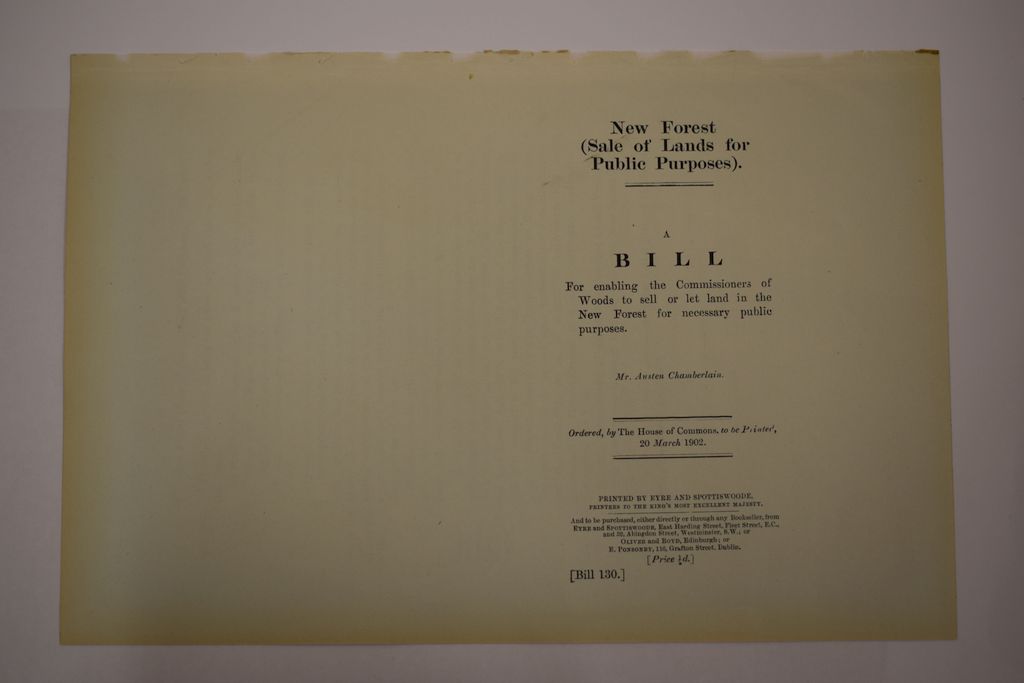 New Forest
(Sale of Lands for
Public Purposes).
A
BILL
For enabling the Commissioners of
Woods to sell or let land in the
New Forest for necessary public
purposes.
Mr. Austen Chamberlain.
Ordered, by The House of Commons, to be Printed,
20 March 1902.
PRINTED BY EYRE AND SPOTTISWOODE,
PRINTERS TO THE KING'S MOST EXCELLENT MAJESTY.
And to be purchased, either directly or through any Bookseller, from
EYRE and SPOTTISWOODE, East Harding Street, Fleet Street, E.C.,
and 32, Abingdon Street, Westminster, S.W.; or
OLIVER and BOYD, Edinburgh; or
E. PONSONBY, 116, Grafton Street, Dublin.
[Price ½d.]
[Bill 130.]